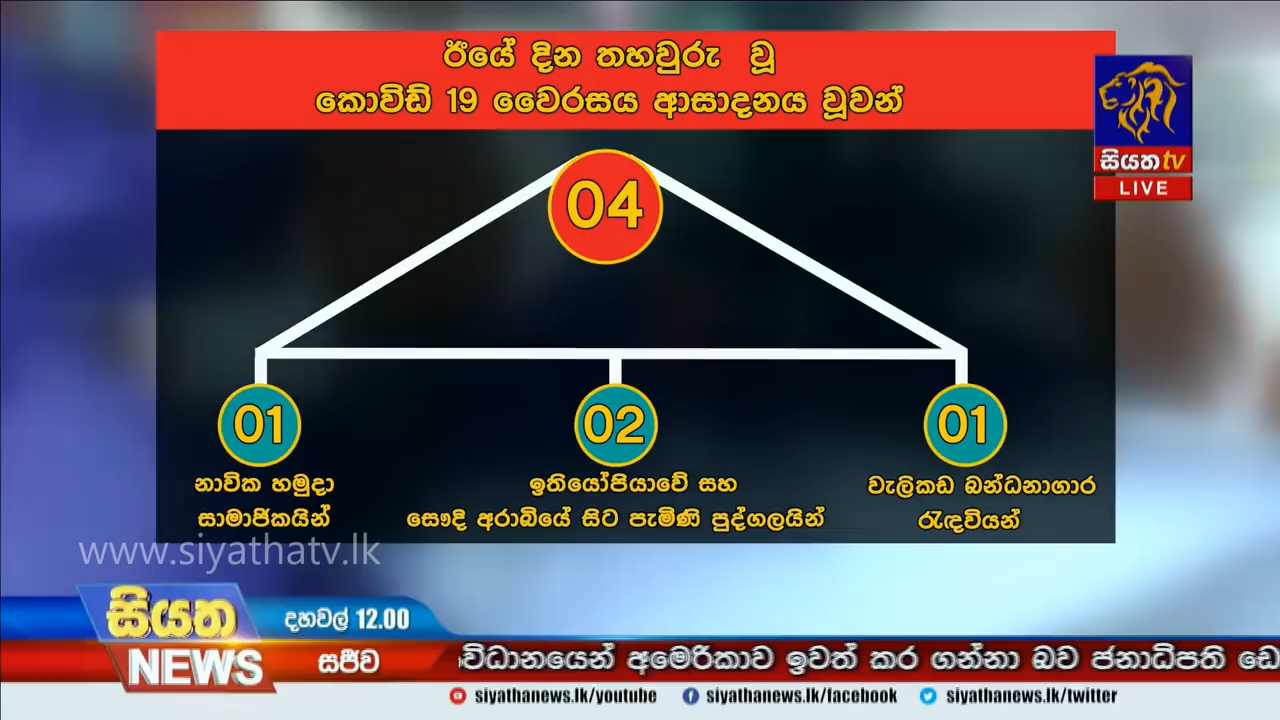 ඊයේ දින තහවුරු වූ
කොවිඩ් 19 වෛරසය ආසාදනය වූවන්
සියත tv
LIVE
04
01
02
01
නාවික හමුදා
සාමාජිකයින්
ඉතියෝපියාවේ සහ
සෞදි අරාබියේ සිට පැමිණි පුද්ගලයින්
වැලිකඩ බන්ධනාගාර
රැඳවියන්
www.siyathatv.lk
සියත
NEWS
දහවල් 12.00
සජීව
විධානයෙන් අමෙරිකාව ඉවත් කර ගන්නා බව ජනාධිපති ඩො
siyathanews.lk/youtube
siyathanews.lk/facebook
siyathanews.lk/twitter